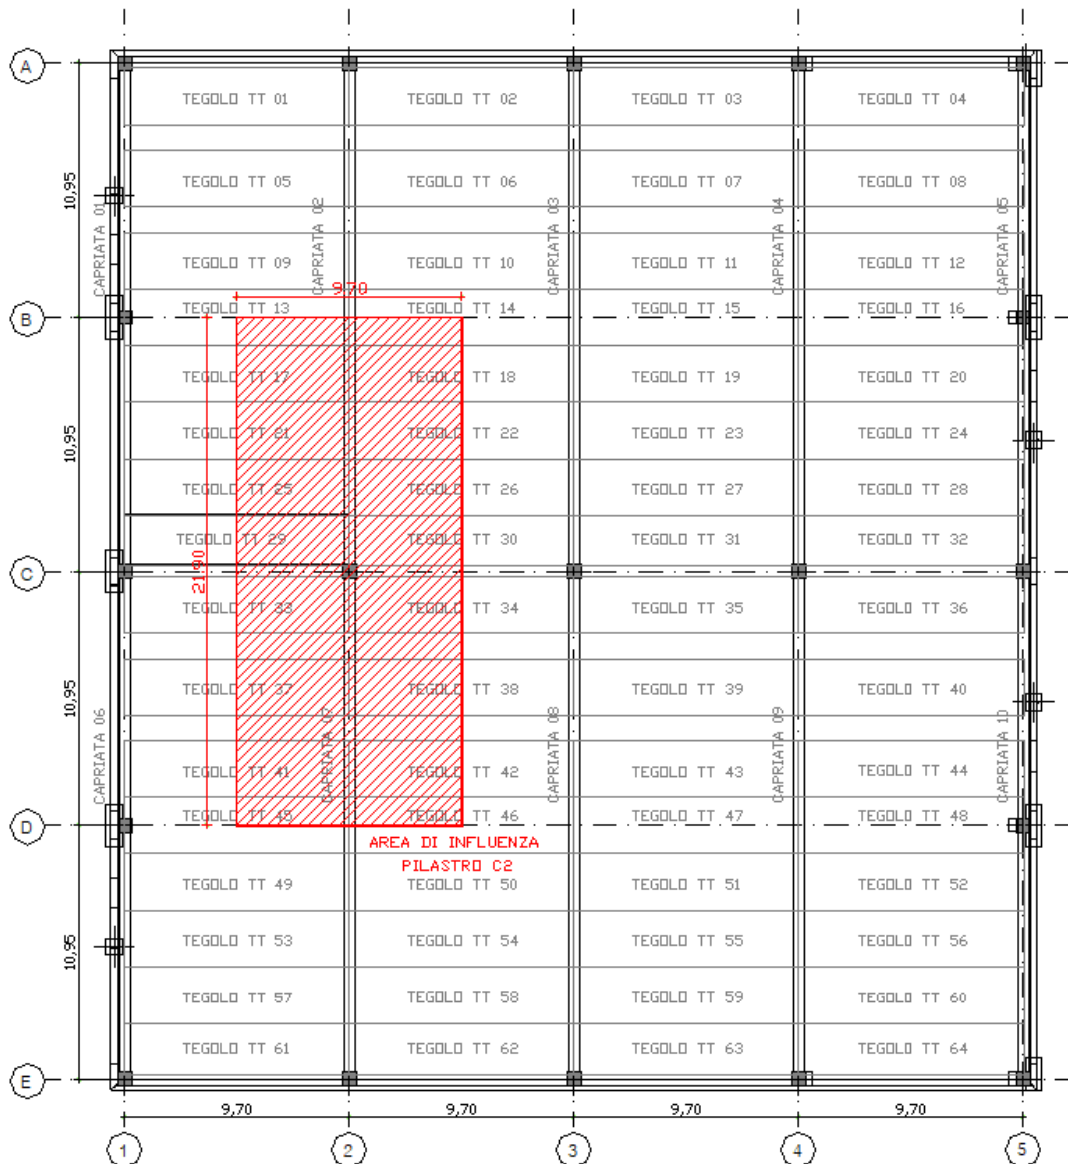 A
TEGOLO TT 01 TEGOLO TT 02 TEGOLO TT 03 TEGOLO TT 04
10,95
TEGOLO TT 05 TEGOLO TT 06 TEGOLO TT 07 TEGOLO TT 08
CAPRIATA 01 CAPRIATA 02 CAPRIATA 03 CAPRIATA 04 CAPRIATA 05
TEGOLO TT 09 TEGOLO TT 10 TEGOLO TT 11 TEGOLO TT 12
9.70
TEGOLO TT 13 TEGOLO TT 14 TEGOLO TT 15 TEGOLO TT 16
B
TEGOLO TT 17 TEGOLO TT 18 TEGOLO TT 19 TEGOLO TT 20
10,95
TEGOLO TT 21 TEGOLO TT 22 TEGOLO TT 23 TEGOLO TT 24
TEGOLO TT 25 TEGOLO TT 26 TEGOLO TT 27 TEGOLO TT 28
TEGOLO TT 29 TEGOLO TT 30 TEGOLO TT 31 TEGOLO TT 32
C
21.90
TEGOLO TT 33 TEGOLO TT 34 TEGOLO TT 35 TEGOLO TT 36
10,95
TEGOLO TT 37 TEGOLO TT 38 TEGOLO TT 39 TEGOLO TT 40
CAPRIATA 06 CAPRIATA 07 CAPRIATA 08 CAPRIATA 09 CAPRIATA 10
TEGOLO TT 41 TEGOLO TT 42 TEGOLO TT 43 TEGOLO TT 44
TEGOLO TT 45 TEGOLO TT 46 TEGOLO TT 47 TEGOLO TT 48
D
AREA DI INFLUENZA
PILASTRO C2
TEGOLO TT 49 TEGOLO TT 50 TEGOLO TT 51 TEGOLO TT 52
10,95
TEGOLO TT 53 TEGOLO TT 54 TEGOLO TT 55 TEGOLO TT 56
TEGOLO TT 57 TEGOLO TT 58 TEGOLO TT 59 TEGOLO TT 60
TEGOLO TT 61 TEGOLO TT 62 TEGOLO TT 63 TEGOLO TT 64
E
9,70 9,70 9,70 9,70
1 2 3 4 5